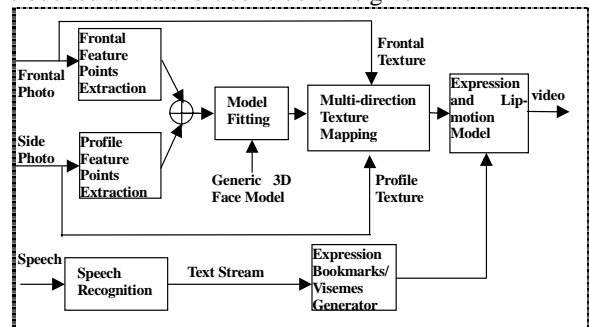 Frontal
Feature
Points
Extraction
Frontal
Photo
Frontal
Texture
Model
Fitting
Multi-direction
Texture
Mapping
Expression
and Lip-
motion
Model
video
Side
Photo
Profile
Feature
Points
Extraction
Generic 3D
Face Model
Profile
Texture
Speech
Speech
Recognition
Text Stream
Expression
Bookmarks/
Visemes
Generator